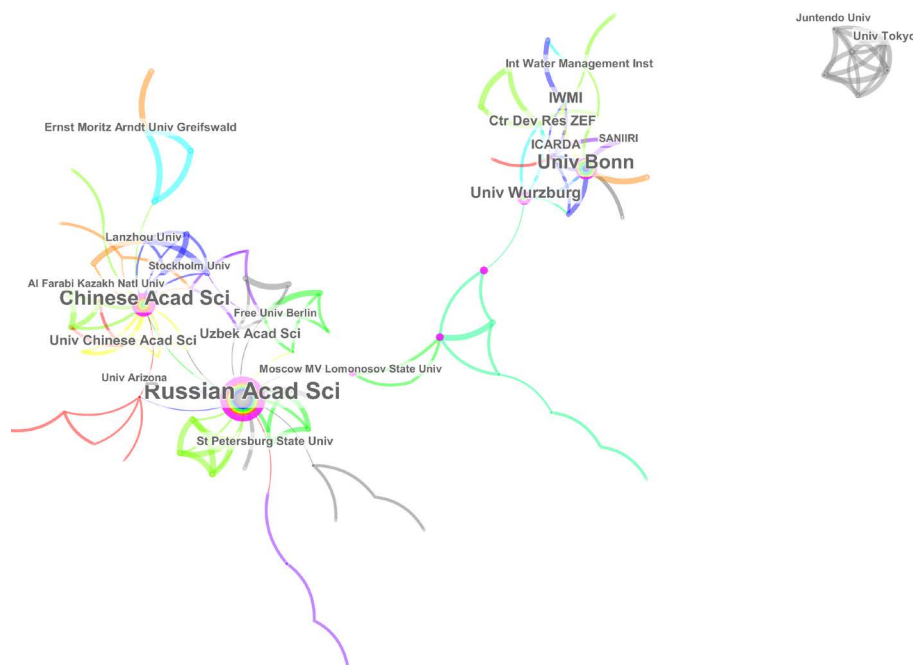 Juntendo Univ
Univ Tokyo
Int Water Management Inst
IWMI
Ctr Dev Res ZEF
Ernst Moritz Arndt Univ Greifswald
SANIIRI
ICARDA
Univ Bonn
Univ Wurzburg
Lanzhou Univ
Stockholm Univ
Al Farabi Kazakh Natl Univ
Chinese Acad Sci
Free Univ Berlin
Uzbek Acad Sci
Univ Chinese Acad Sci
Moscow MV Lomonosov State Univ
Univ Arizona
Russian Acad Sci
St Petersburg State Univ